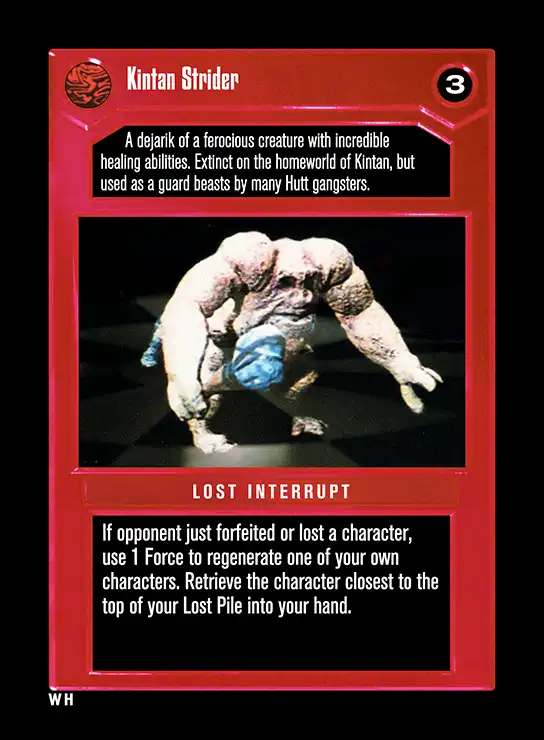 Kintan Strider
3
A dejarik of a ferocious creature with incredible
healing abilities. Extinct on the homeworld of Kintan, but
used as a guard beasts by many Hutt gangsters.
LOST INTERRUPT
If opponent just forfeited or lost a character,
use 1 Force to regenerate one of your own
characters. Retrieve the character closest to the
top of your Lost Pile into your hand.
WH